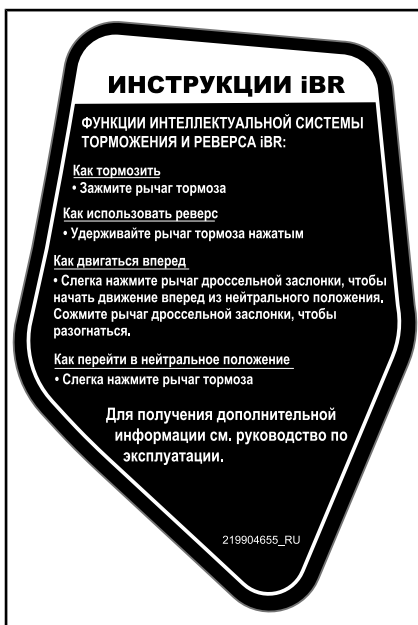 ИНСТРУКЦИИ iBR
ФУНКЦИИ ИНТЕЛЛЕКТУАЛЬНОЙ СИСТЕМЫ
ТОРМОЖЕНИЯ И РЕВЕРСА iBR:
Как тормозить
• Зажмите рычаг тормоза
Как использовать реверс
• Удерживайте рычаг тормоза нажатым
Как двигаться вперед
• Слегка нажмите рычаг дроссельной заслонки, чтобы
начать движение вперед из нейтрального положения.
Сожмите рычаг дроссельной заслонки, чтобы
разогнаться.
Как перейти в нейтральное положение
• Слегка нажмите рычаг тормоза
Для получения дополнительной
информации см. руководство по
эксплуатации.
219904655_RU